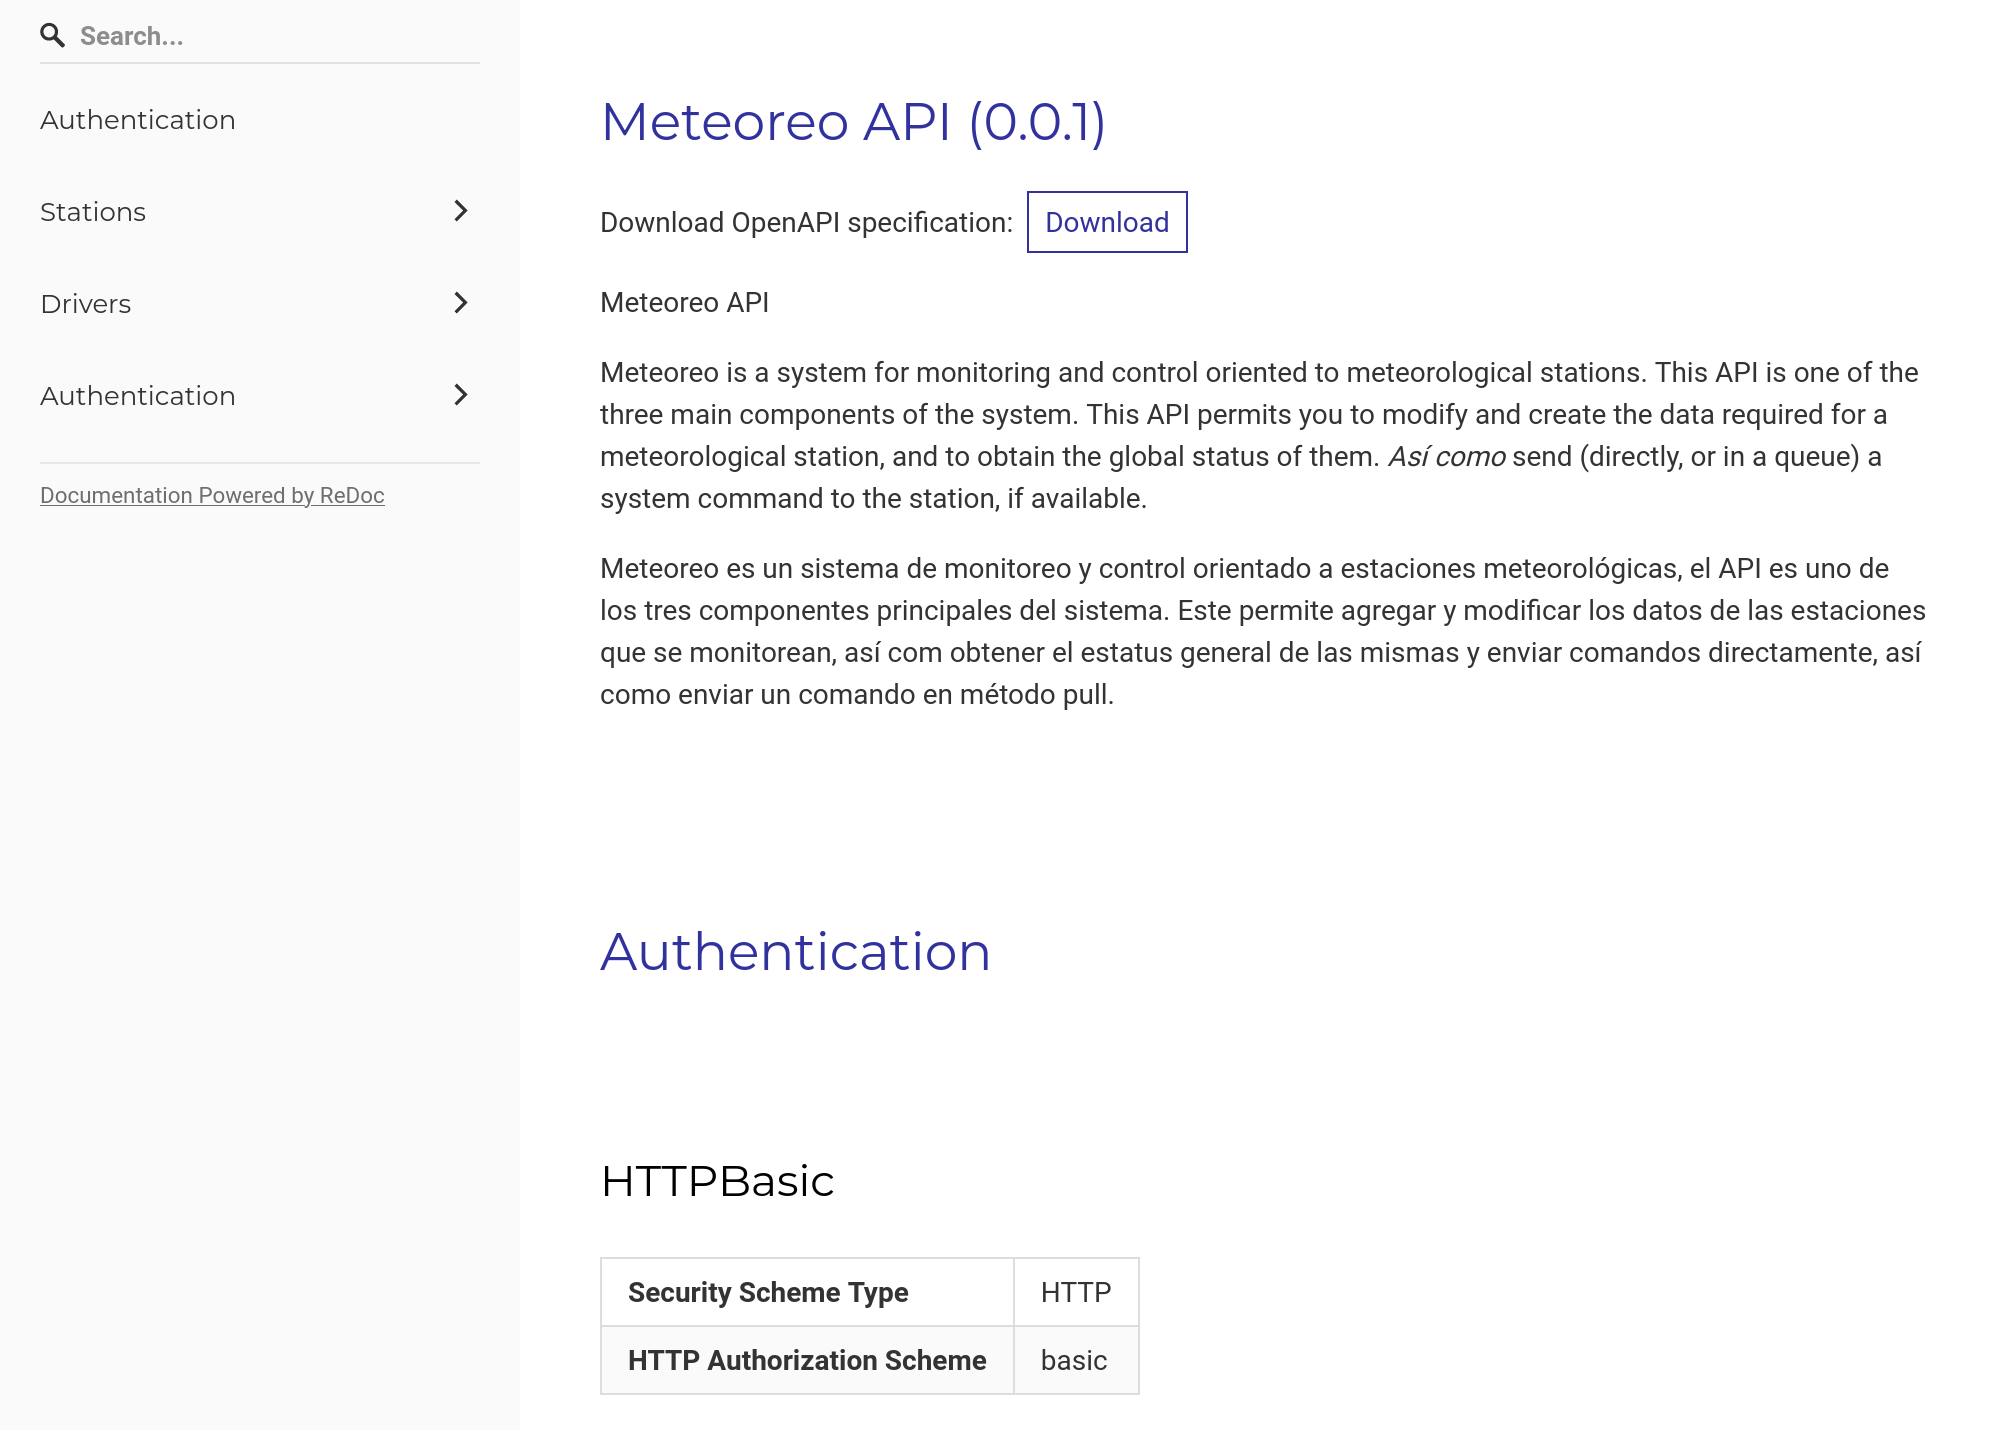 Search...
Authentication
Stations
Drivers
Authentication
Documentation Powered by ReDoc
Meteoreo API (0.0.1)
Download OpenAPI specification: Download
Meteoreo API
Meteoreo is a system for monitoring and control oriented to meteorological stations. This API is one of the
three main components of the system. This API permits you to modify and create the data required for a
meteorological station, and to obtain the global status of them. Así como send (directly, or in a queue) a
system command to the station, if available.
Meteoreo es un sistema de monitoreo y control orientado a estaciones meteorológicas, el API es uno de
los tres componentes principales del sistema. Este permite agregar y modificar los datos de las estaciones
que se monitorean, así com obtener el estatus general de las mismas y enviar comandos directamente, así
como enviar un comando en método pull.
Authentication
HTTPBasic
Security Scheme Type HTTP
HTTP Authorization Scheme basic